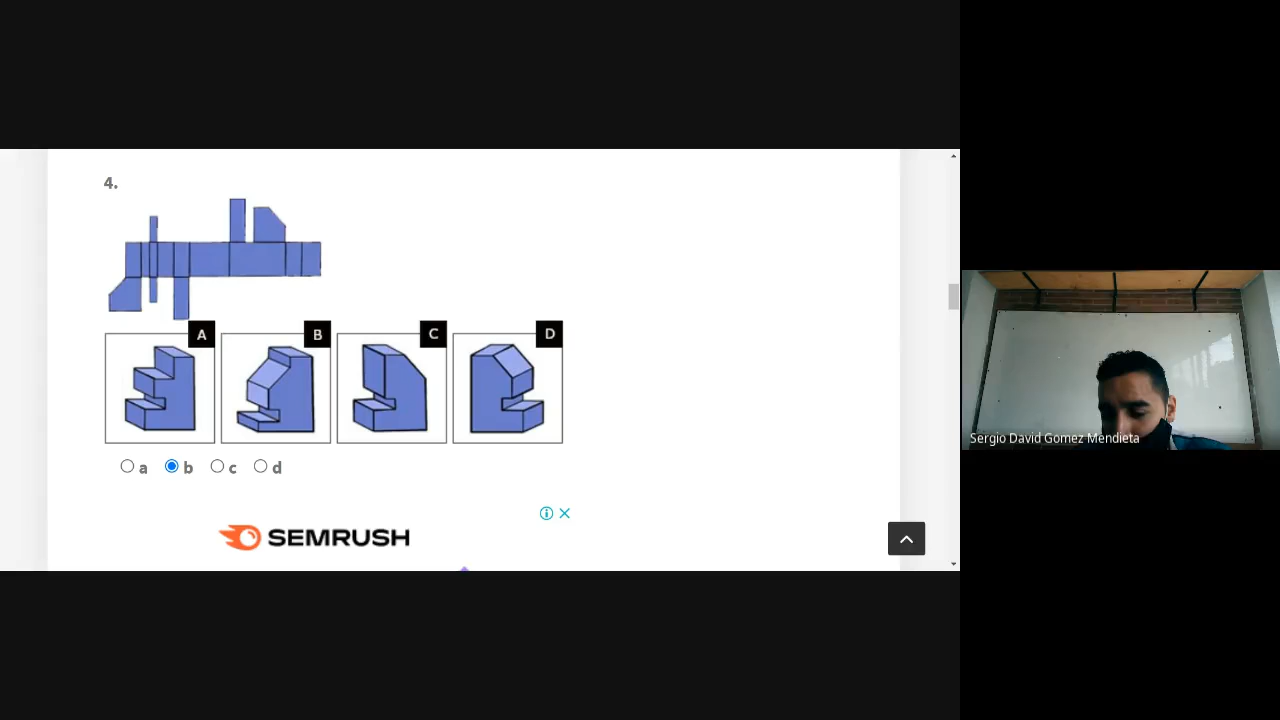 4.
A B C D
a b c d
SEMRUSH
Sergio David Gomez Mendieta